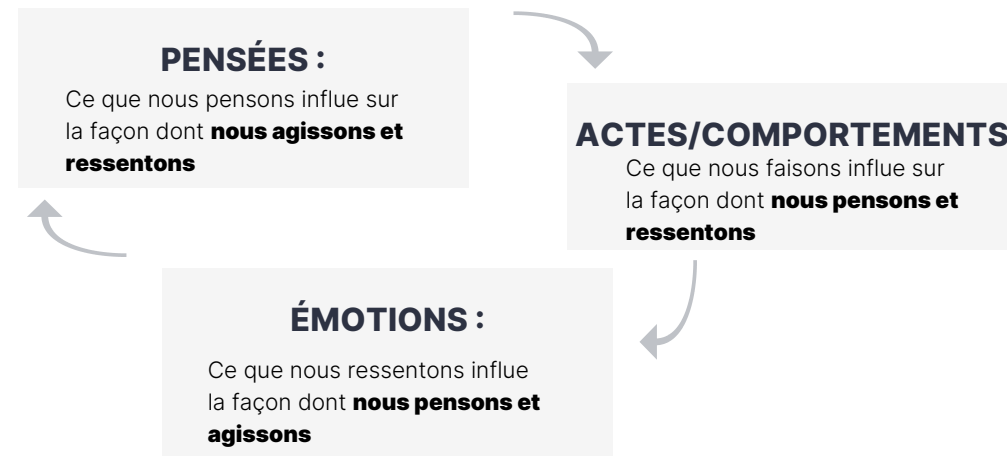 PENSÉES :
Ce que nous pensons influe sur
la façon dont nous agissons et
ressentons
ACTES/COMPORTEMENTS
Ce que nous faisons influe sur
la façon dont nous pensons et
ressentons
ÉMOTIONS :
Ce que nous ressentons influe
la façon dont nous pensons et
agissons